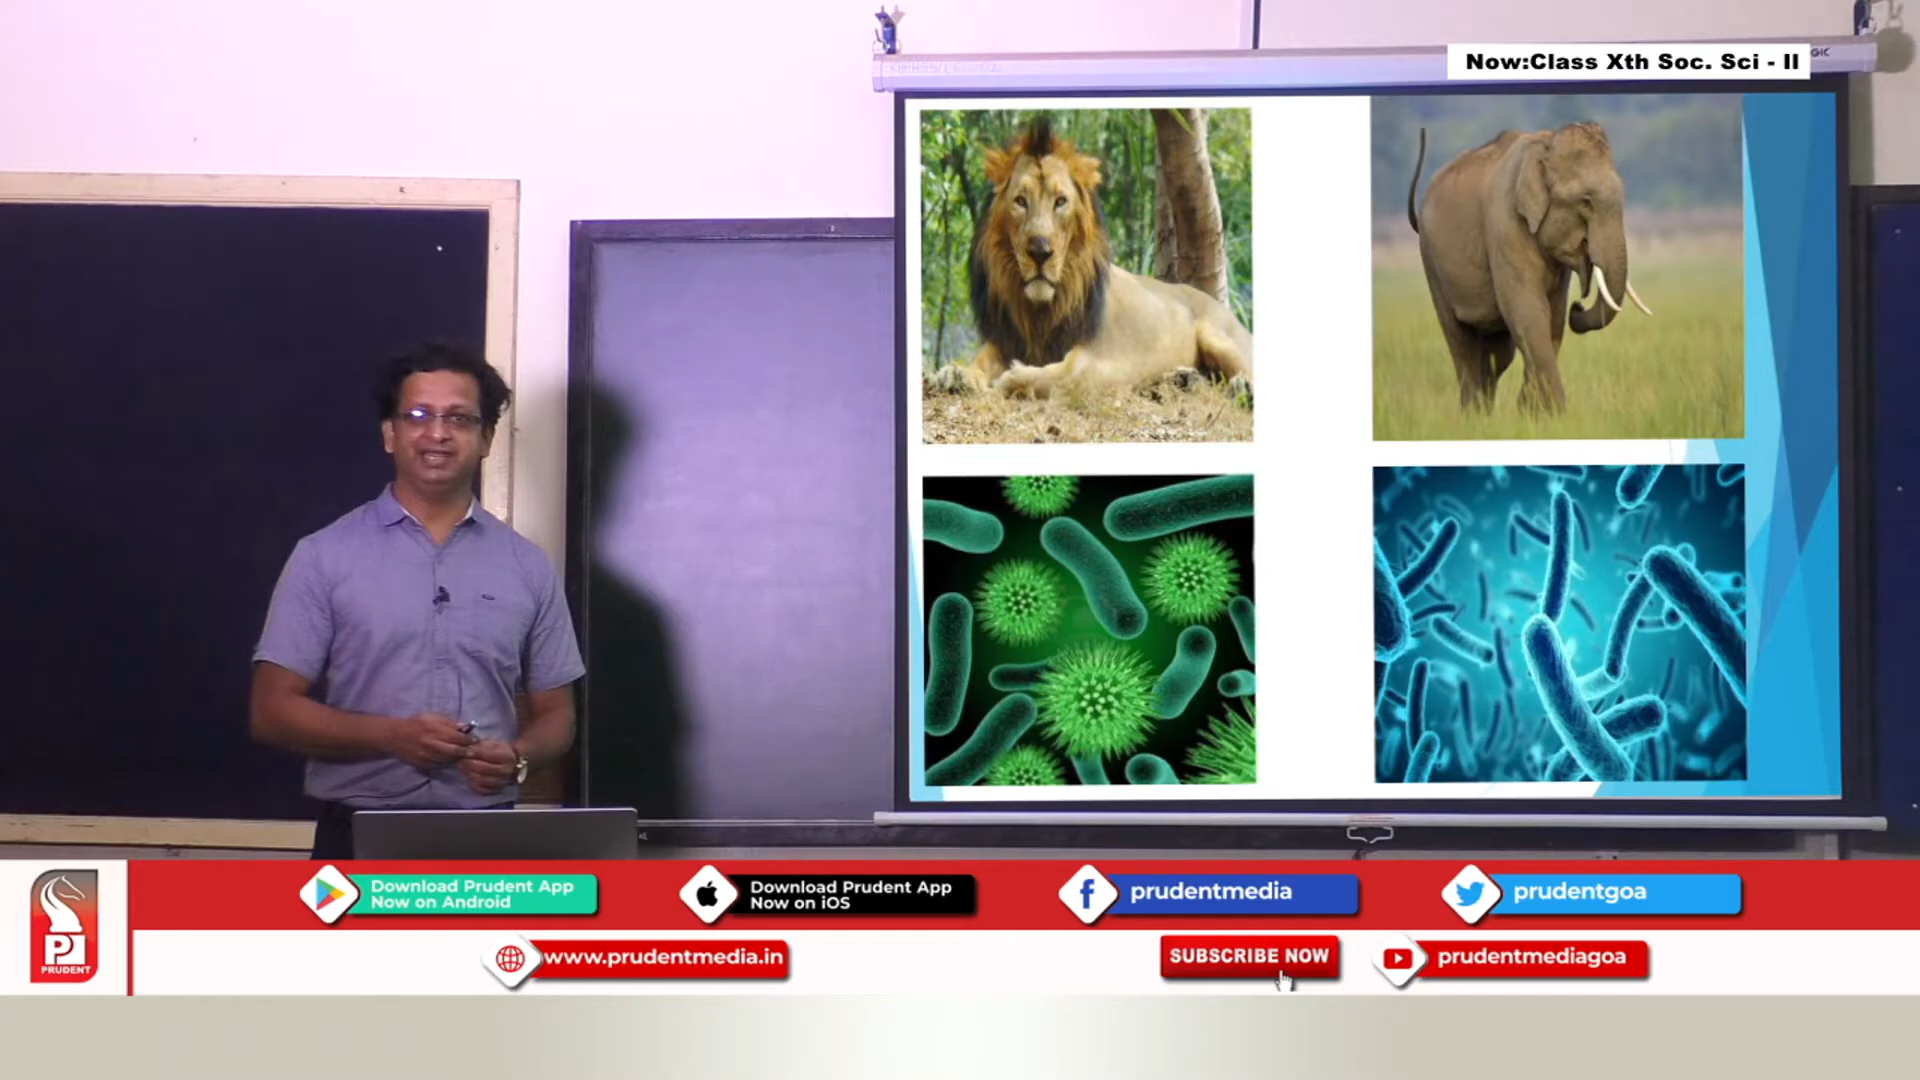 GIC
Now:Class Xth Soc. Sci - II
Download Prudent App
Now on Android
Download Prudent App
Now on iOS
prudentmedia
prudentgoa
PRUDENT
www.prudentmedia.in
SUBSCRIBE NOW
prudentmediagoa